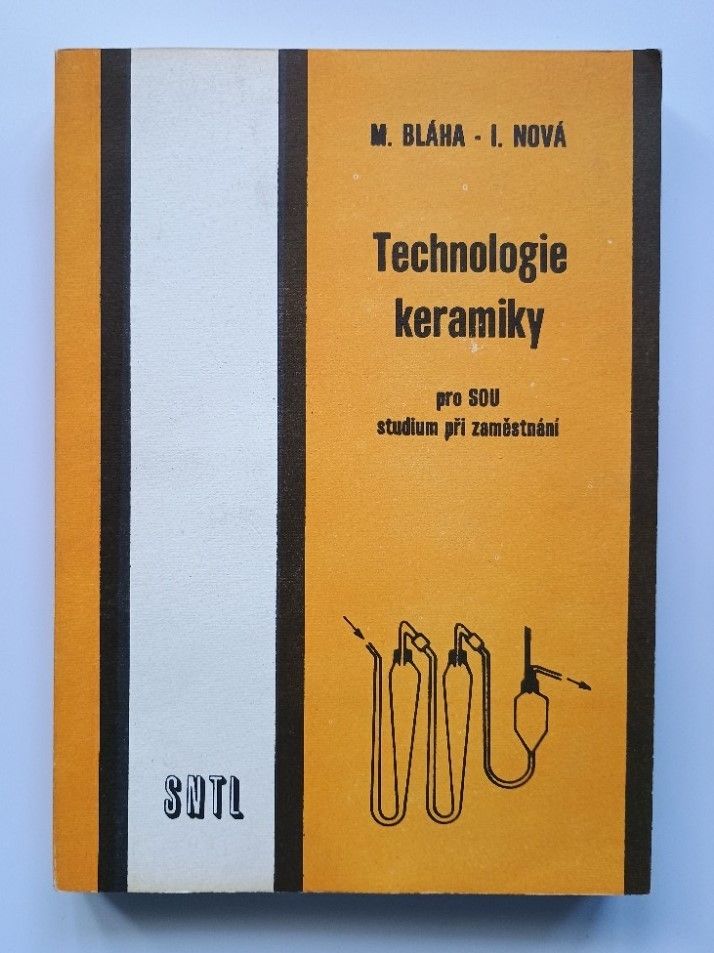 M. BLÁHA - I. NOVÁ
Technologie
keramiky
pro SOU
studium při zaměstnání
SNTL